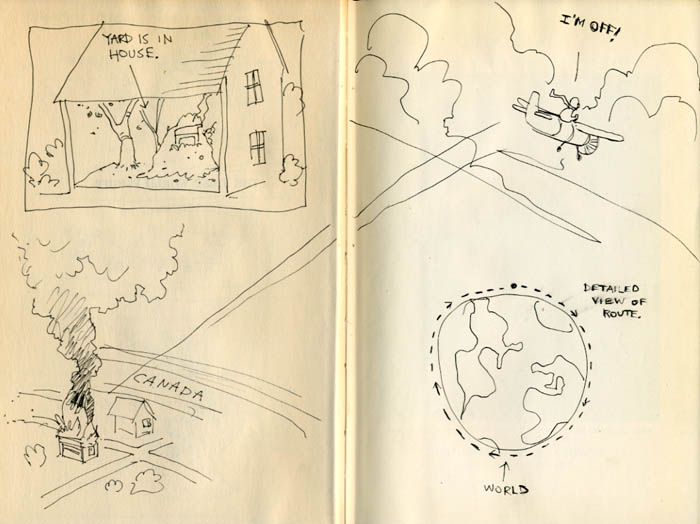 YARD IS IN
HOUSE.
CANADA
I'M OFF!
DETAILED
VIEW OF
ROUTE.
WORLD